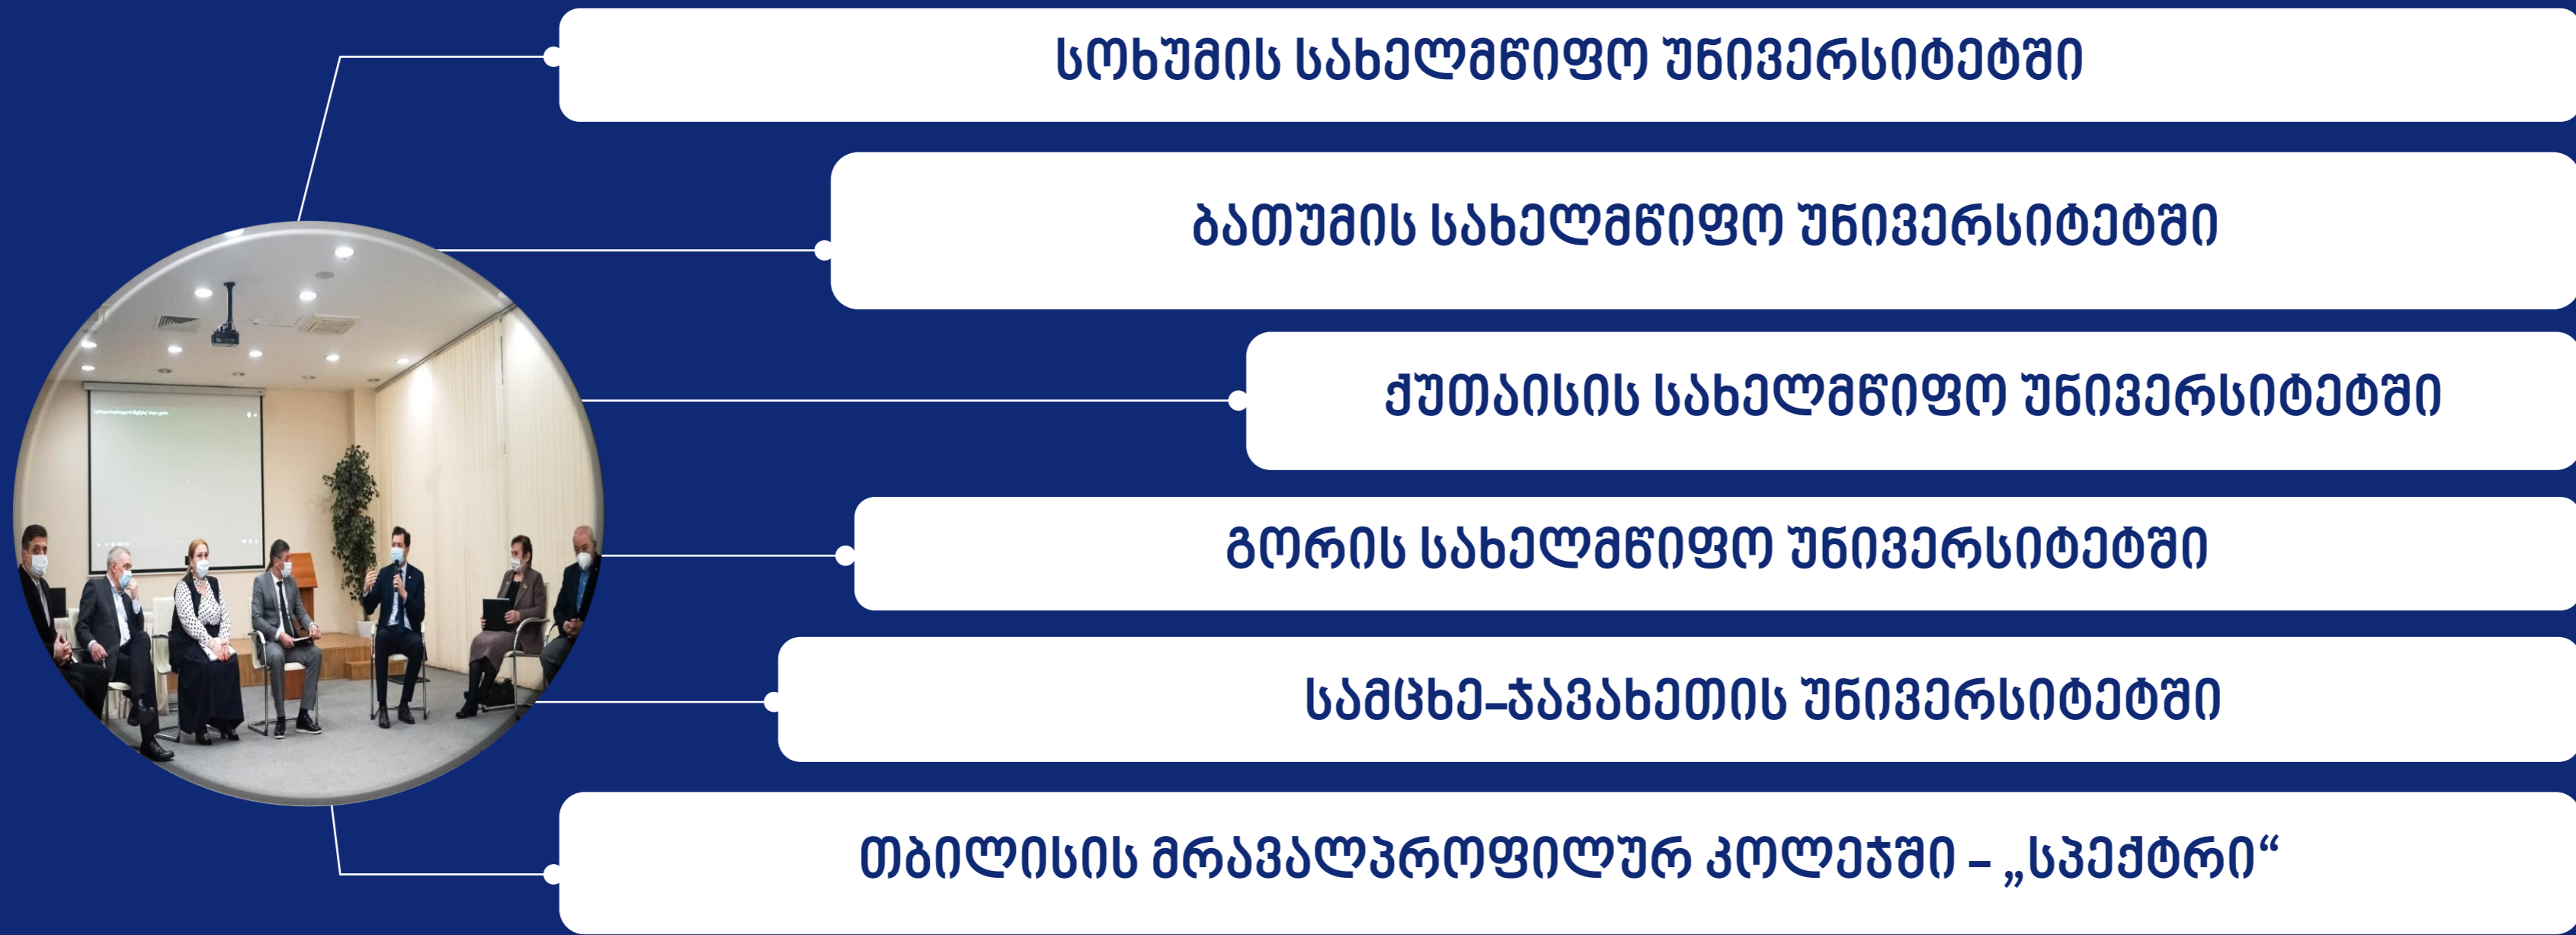 სოხუმის სახელმწიფო უნივერსიტეტში
ბათუმის სახელმწიფო უნივერსიტეტში
ქუთაისის სახელმწიფო უნივერსიტეტში
გორის სახელმწიფო უნივერსიტეტში
სამცხე-ჯავახეთის უნივერსიტეტში
თბილისის მრავალპროფილურ კოლეჯში – „სპექტრი“